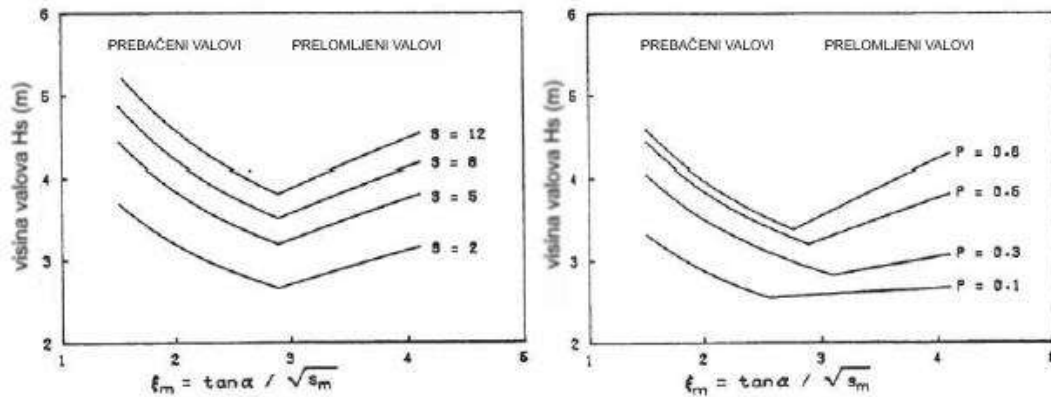 6
PREBAČENI VALOVI PRELOMLJENI VALOVI
5
visina valova Hs (m)
S = 12
S = 8
4
S = 5
3
S = 2
2
1 2 3 4 5
ξm = tanα / √sm
6
PREBAČENI VALOVI PRELOMLJENI VALOVI
5
visina valova Hs (m)
P = 0.6
4
P = 0.5
3
P = 0.3
P = 0.1
2
1 2 3 4 5
ξm = tanα / √sm